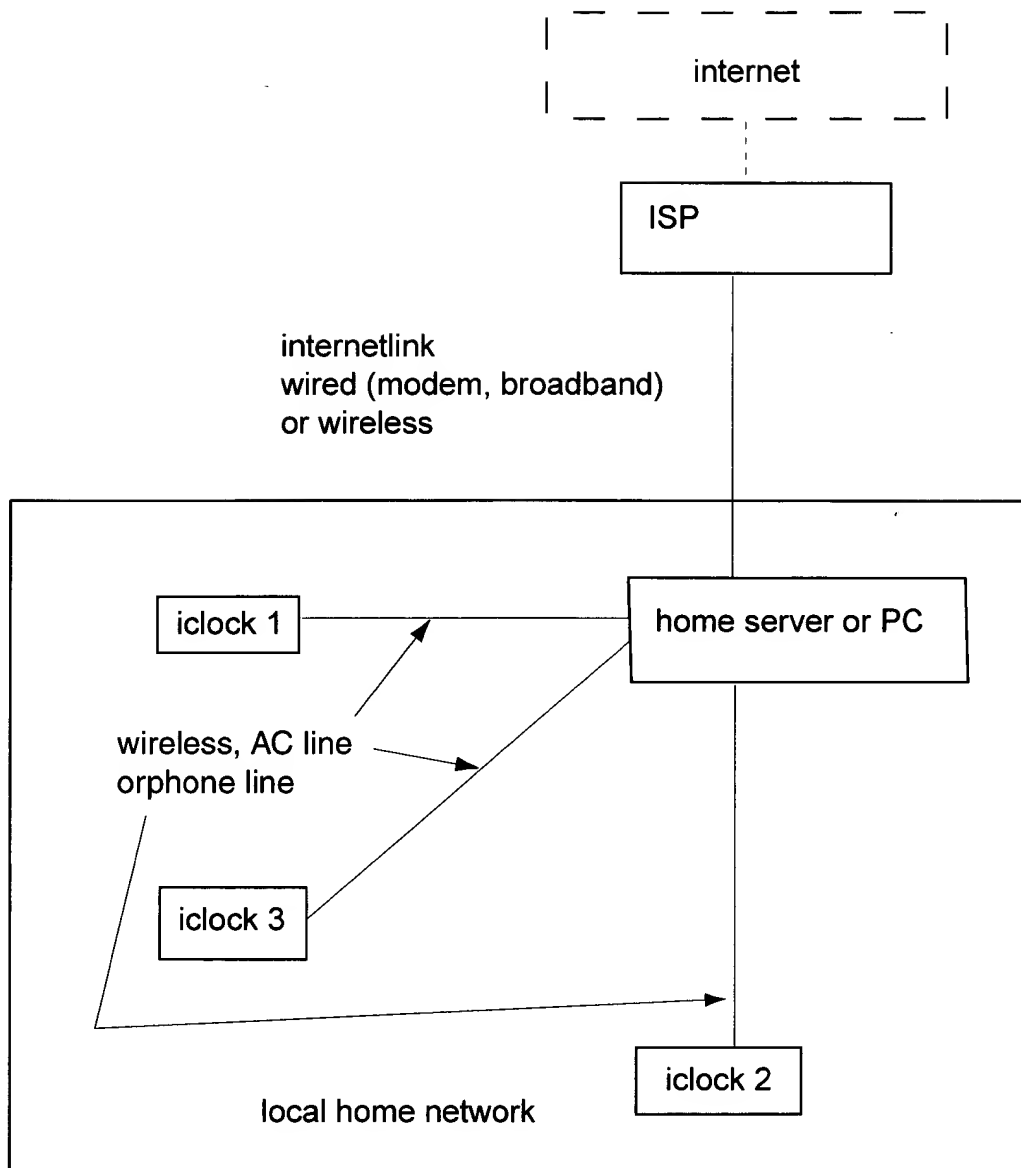 internet
ISP
internetlink
wired (modem, broadband)
or wireless
iclock 1
home server or PC
wireless, AC line
orphone line
iclock 3
iclock 2
local home network